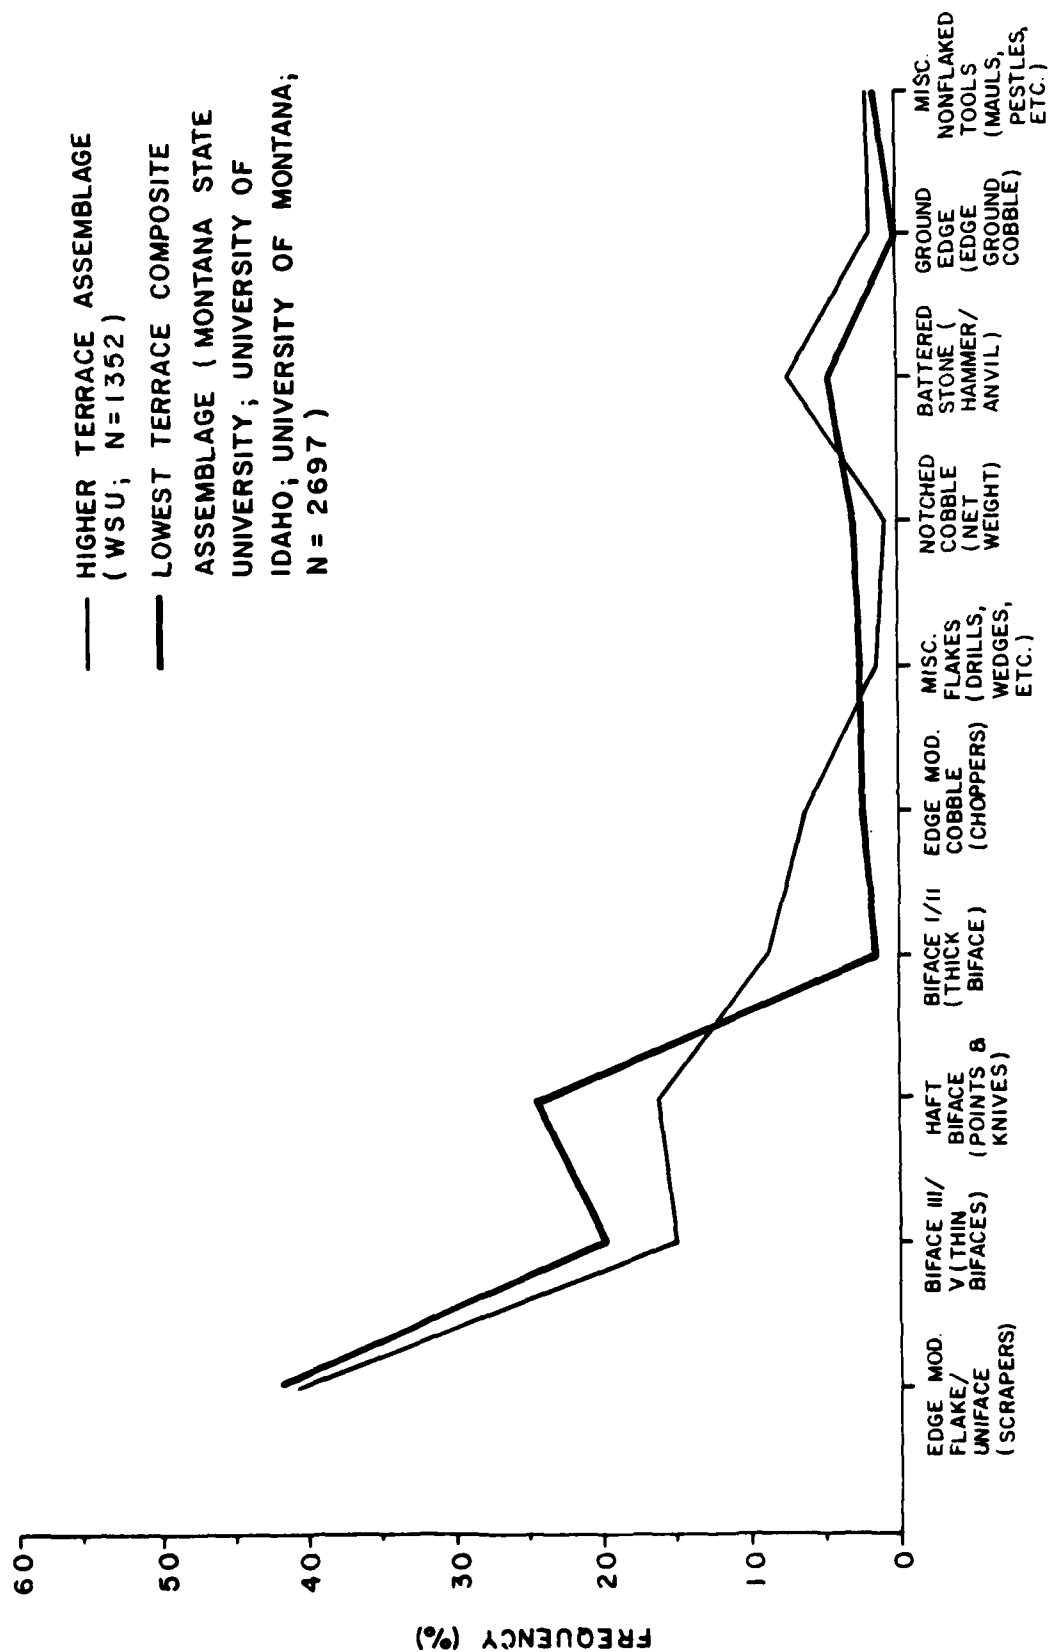 HIGHER TERRACE ASSEMBLAGE
(WSU; N=1352)
LOWEST TERRACE COMPOSITE
ASSEMBLAGE (MONTANA STATE
UNIVERSITY; UNIVERSITY OF
IDAHO; UNIVERSITY OF MONTANA;
N = 2697)
FREQUENCY (%)
60
50
40
30
20
10
0
EDGE MOD.
FLAKE/
UNIFACE
(SCRAPERS)
BIFACE III/
V (THIN
BIFACES)
HAFT
BIFACE
(POINTS &
KNIVES)
BIFACE I/II
(THICK
BIFACE)
EDGE MOD.
COBBLE
(CHOPPERS)
MISC.
FLAKES
(DRILLS,
WEDGES,
ETC.)
NOTCHED
COBBLE
(NET
WEIGHT)
BATTERED
STONE (
HAMMER/
ANVIL)
GROUND
EDGE
(EDGE
GROUND
COBBLE)
MISC.
NONFLAKED
TOOLS
(MAULS,
PESTLES,
ETC.)